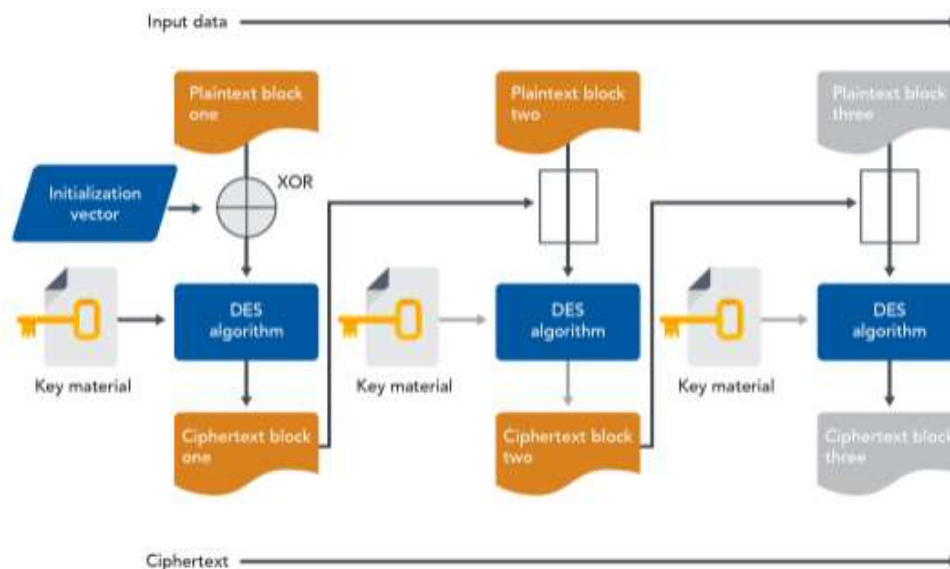 Input data
Plaintext block
one
Plaintext block
two
Plaintext block
three
Initialization
vector
XOR
DES
algorithm
DES
algorithm
DES
algorithm
Key material
Key material
Key material
Ciphertext block
one
Ciphertext block
two
Ciphertext block
three
Ciphertext